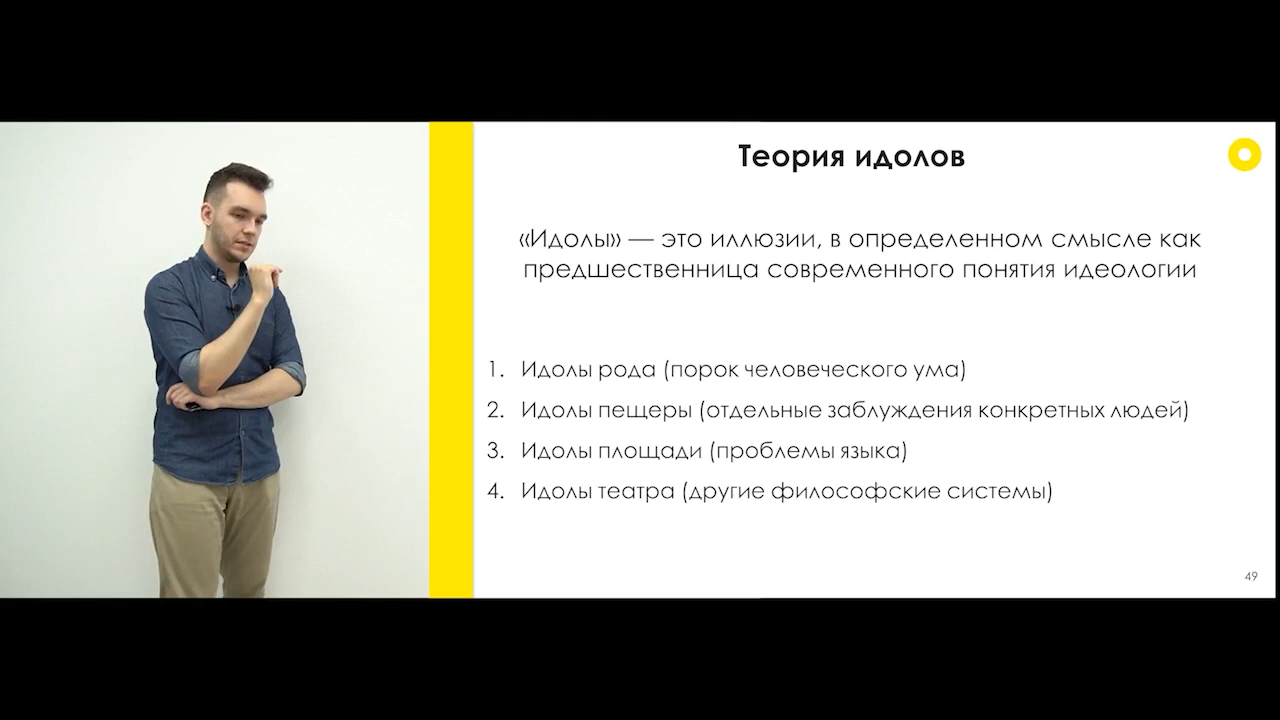 Теория идолов
«Идолы» — это иллюзии, в определенном смысле как
предшественница современного понятия идеологии
1. Идолы рода (порок человеческого ума)
2. Идолы пещеры (отдельные заблуждения конкретных людей)
3. Идолы площади (проблемы языка)
4. Идолы театра (другие философские системы)
49